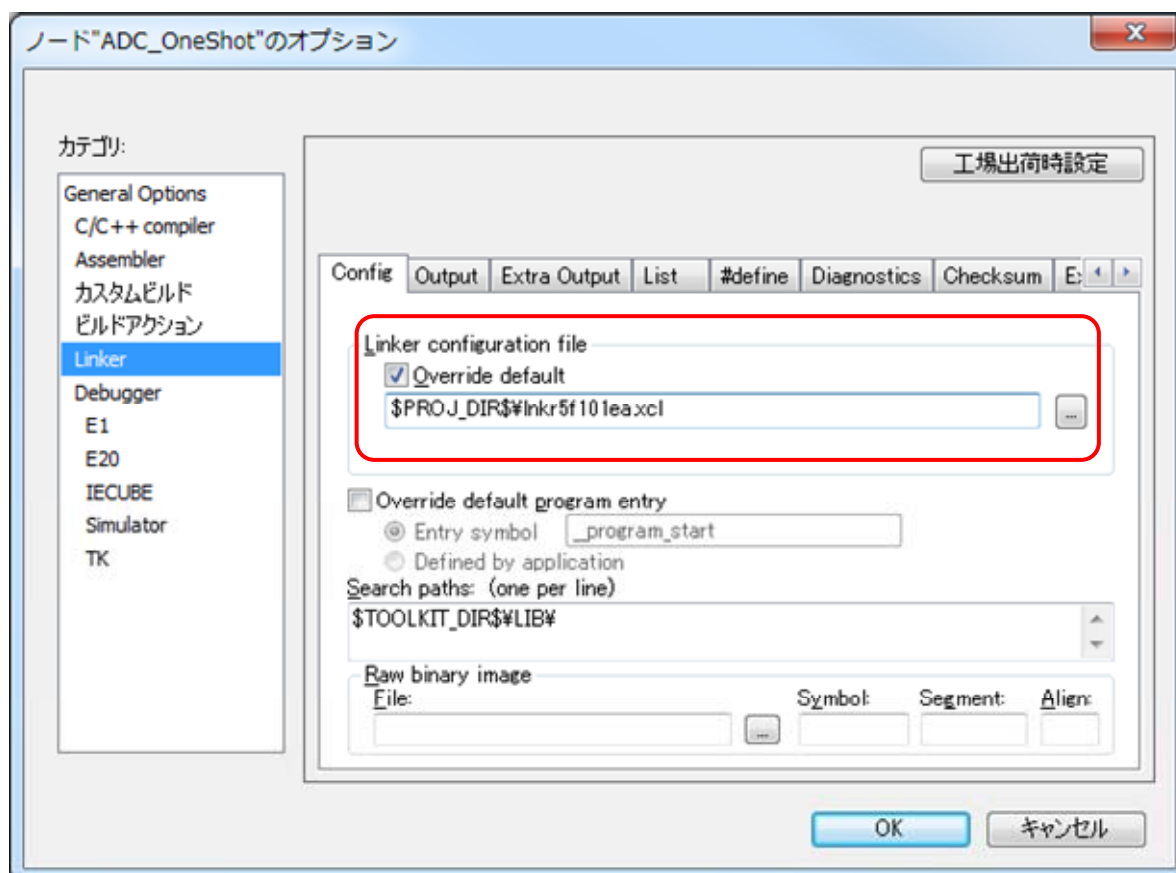 ノード"ADC_OneShot"のオプション
カテゴリ:
General Options
C/C++ compiler
Assembler
カスタムビルド
ビルドアクション
Linker
Debugger
E1
E20
IECUBE
Simulator
TK
工場出荷時設定
Config Output Extra Output List #define Diagnostics Checksum E:
Linker configuration file
Override default
$PROJ_DIR$¥lnkr5f101ea.xcl
...
Override default program entry
Entry symbol __program_start
Defined by application
Search paths: (one per line)
$TOOLKIT_DIR$¥LIB¥
Raw binary image
File: Symbol: Segment: Align:
...
OK キャンセル